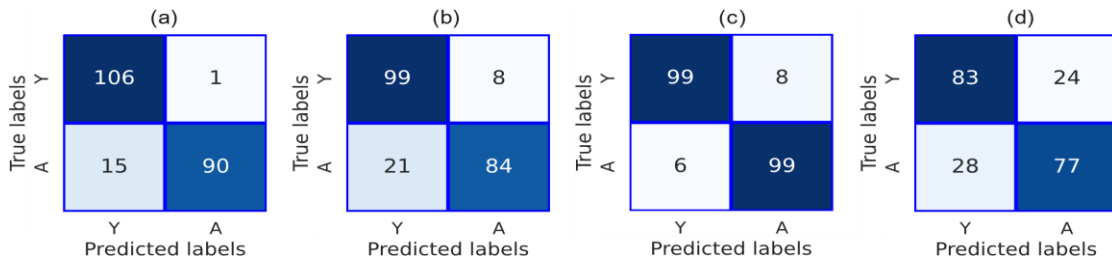 (a) (b) (c) (d)
True labels Y 106 1 True labels Y 99 8 True labels Y 99 8 True labels Y 83 24
A 15 90 A 21 84 A 6 99 A 28 77
Y A Y A Y A Y A
Predicted labels Predicted labels Predicted labels Predicted labels